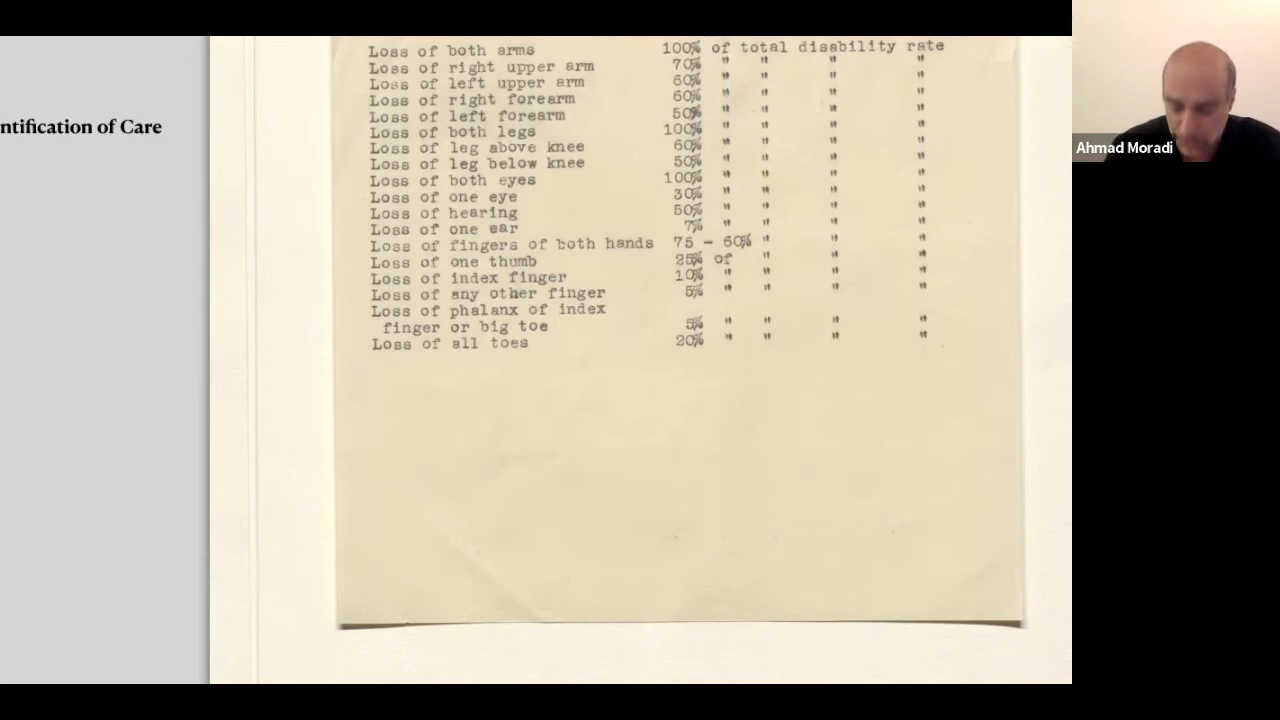 ntification of Care
Loss of both arms 100% of total disability rate
Loss of right upper arm 70% " " " "
Loss of left upper arm 60% " " " "
Loss of right forearm 60% " " " "
Loss of left forearm 50% " " " "
Loss of both legs 100% " " " "
Loss of leg above knee 60% " " " "
Loss of leg below knee 50% " " " "
Loss of both eyes 100% " " " "
Loss of one eye 30% " " " "
Loss of hearing 50% " " " "
Loss of one ear 7% " " " "
Loss of fingers of both hands 75 - 60% " " "
Loss of one thumb 25% of " " "
Loss of index finger 10% " " " "
Loss of any other finger 5% " " " "
Loss of phalanx of index
finger or big toe 5% " " " "
Loss of all toes 20% " " " "
Ahmad Moradi